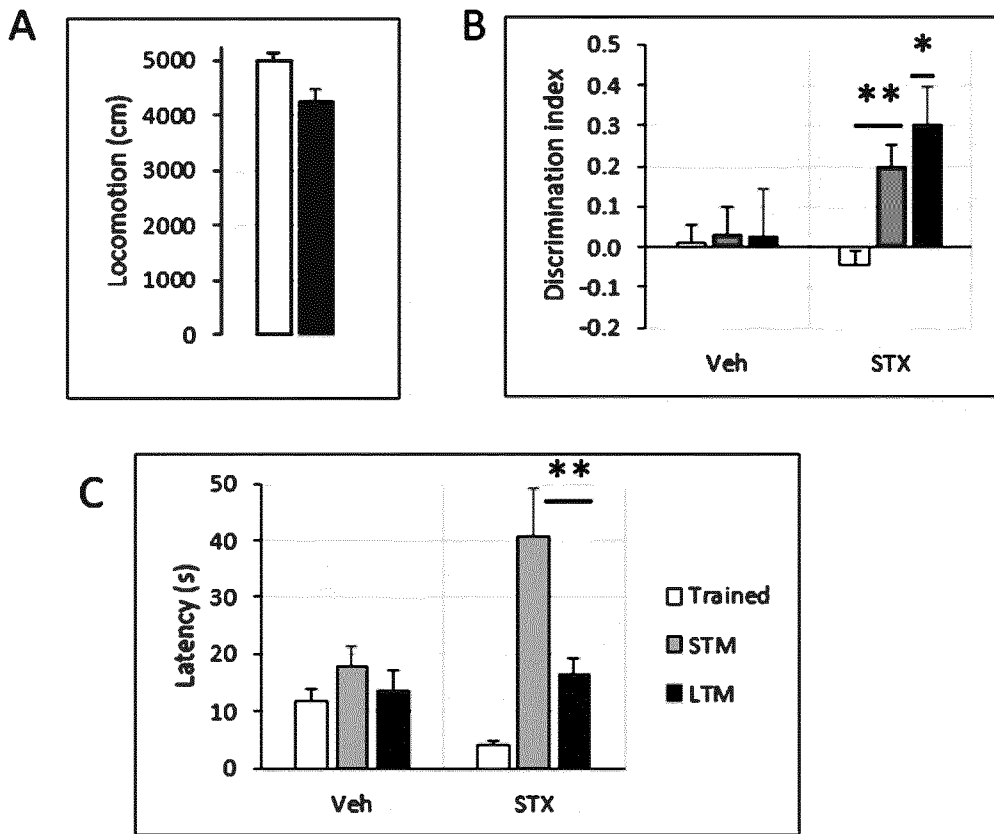 A
Locomotion (cm)
5000
4000
3000
2000
1000
0
B
Discrimination index
0.5
0.4
0.3
0.2
0.1
0.0
-0.1
-0.2
*
**
Veh STX
C
Latency (s)
50
40
30
20
10
0
**
Veh STX
Trained
STM
LTM